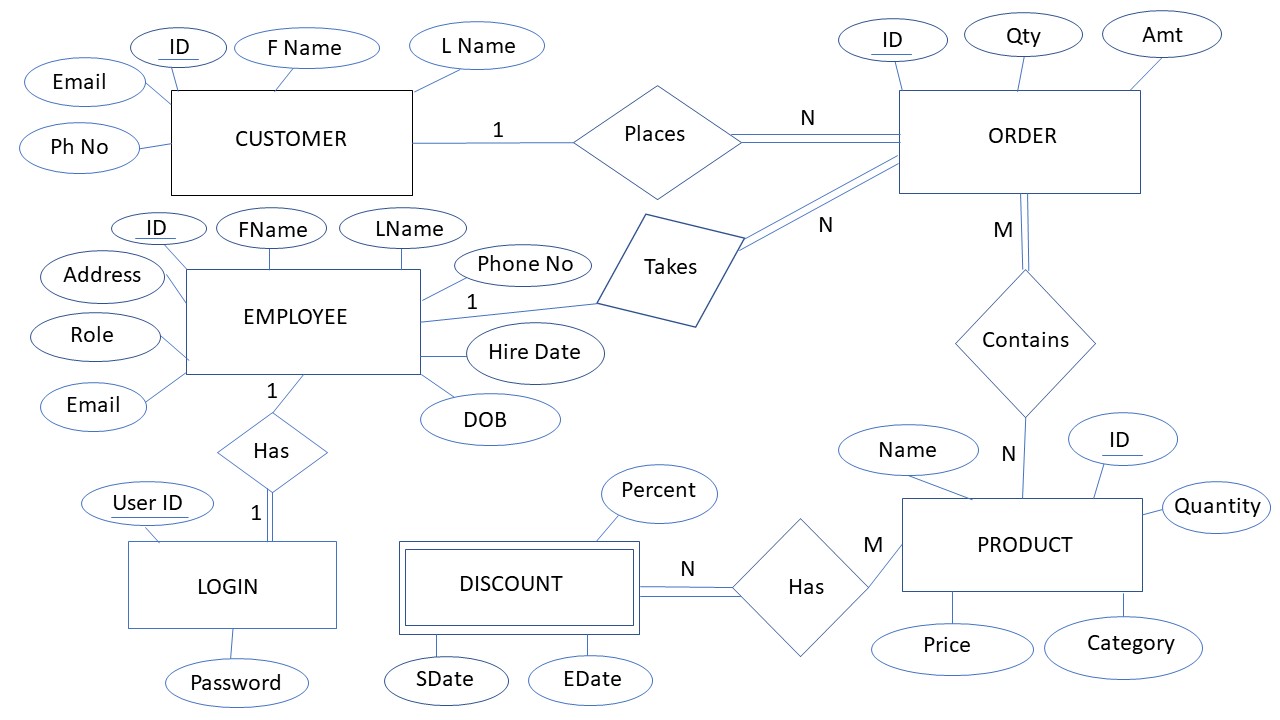 ID
F Name
L Name
Email
Ph No
CUSTOMER
1
Places
N
ID
Qty
Amt
ORDER
ID
FName
LName
Phone No
Address
Role
Email
EMPLOYEE
1
Hire Date
DOB
Takes
N
M
Contains
N
1
Has
1
User ID
LOGIN
Password
Percent
DISCOUNT
SDate
EDate
N
Has
M
Name
ID
Quantity
PRODUCT
Price
Category